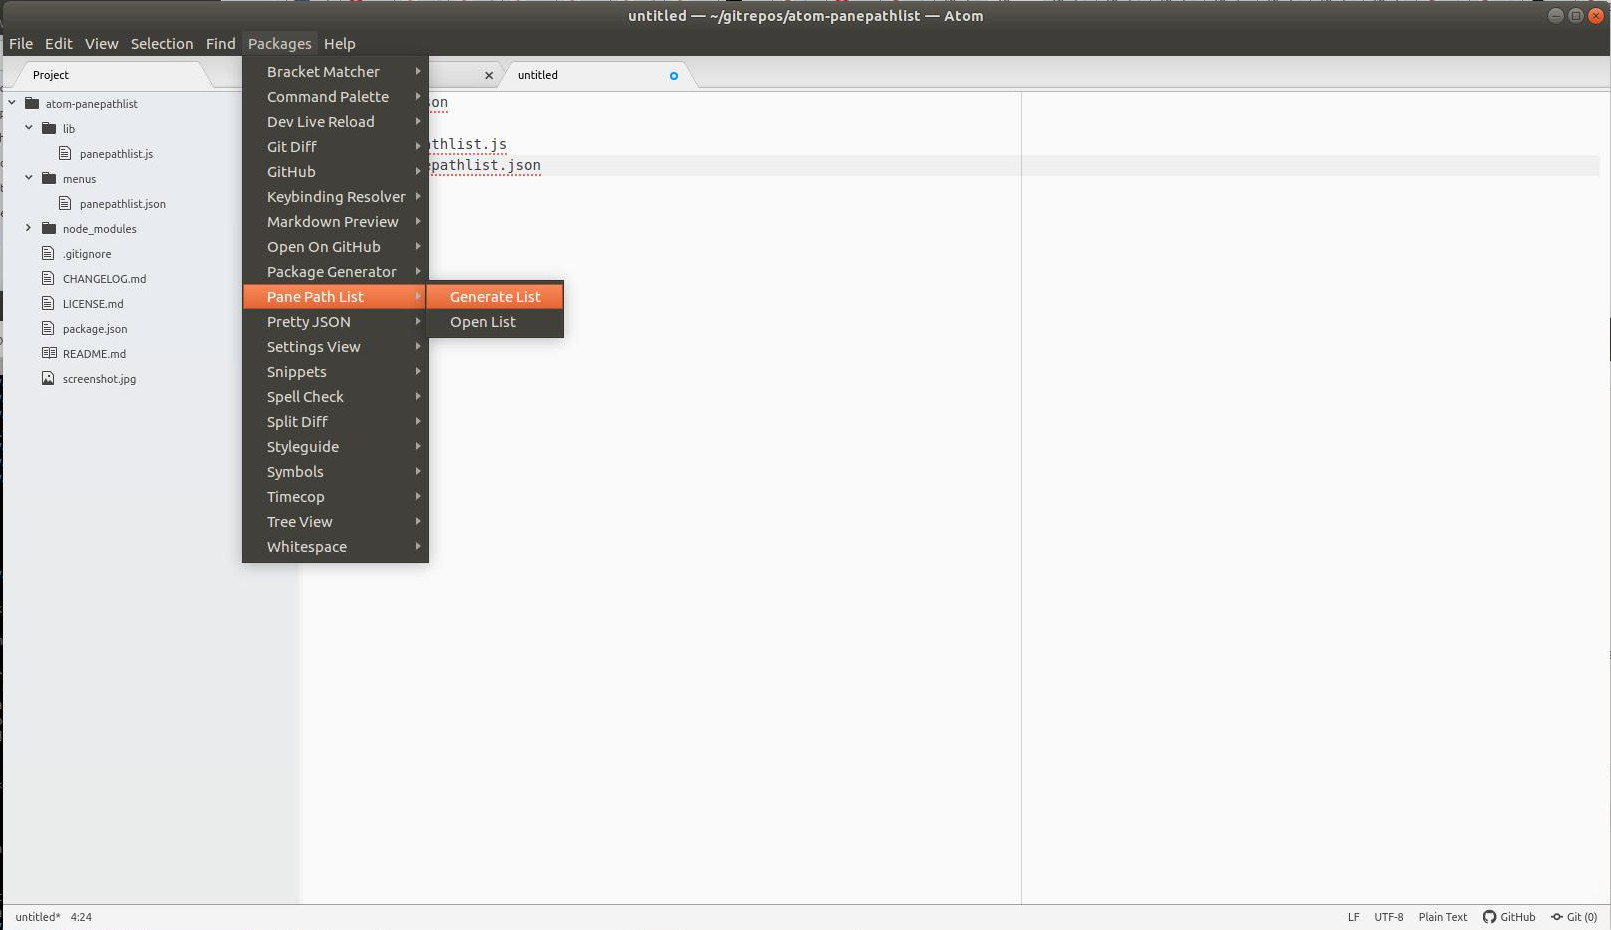 untitled — ~/gitrepos/atom-panepathlist — Atom
File Edit View Selection Find Packages Help
Project
untitled
atom-panepathlist
lib
panepathlist.js
menus
panepathlist.json
node_modules
.gitignore
CHANGELOG.md
LICENSE.md
package.json
README.md
screenshot.jpg
Bracket Matcher
Command Palette
Dev Live Reload
Git Diff
GitHub
Keybinding Resolver
Markdown Preview
Open On GitHub
Package Generator
Pane Path List
Pretty JSON
Settings View
Snippets
Spell Check
Split Diff
Styleguide
Symbols
Timecop
Tree View
Whitespace
Generate List
Open List
on
thlist.js
pathlist.json
untitled* 4:24
LF UTF-8 Plain Text GitHub Git (0)